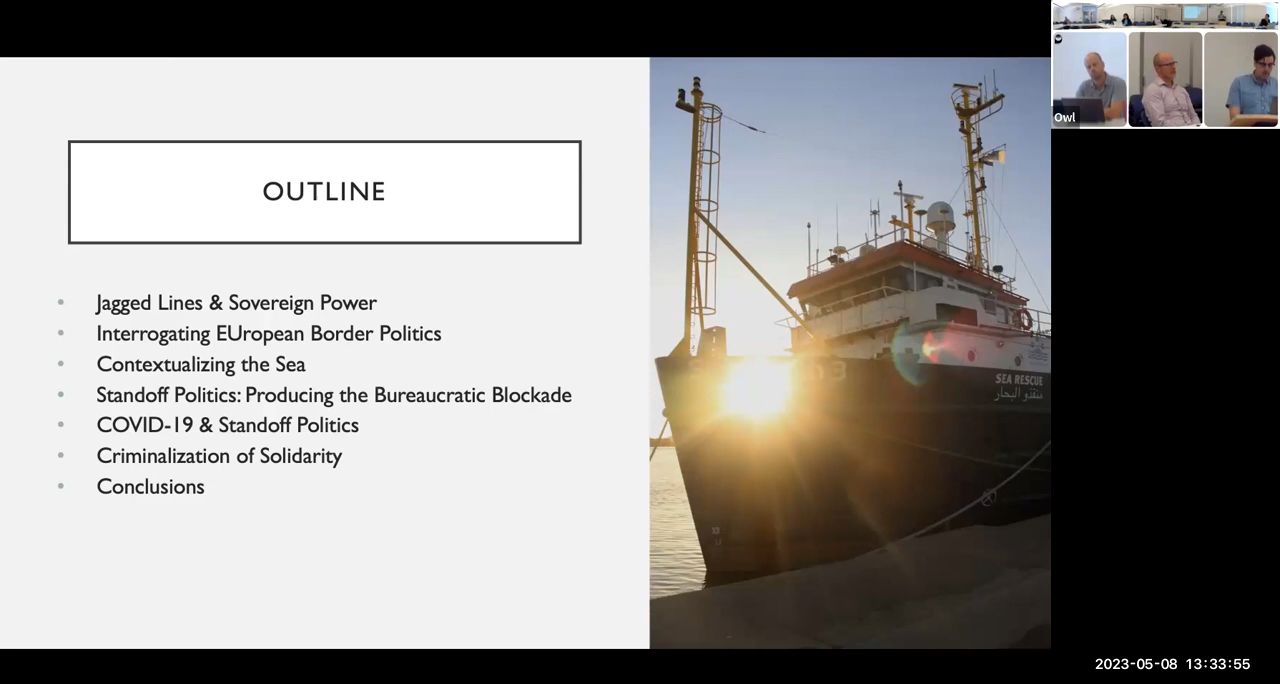 OUTLINE
• Jagged Lines & Sovereign Power
• Interrogating EUropean Border Politics
• Contextualizing the Sea
• Standoff Politics: Producing the Bureaucratic Blockade
• COVID-19 & Standoff Politics
• Criminalization of Solidarity
• Conclusions
SEA RESCUE
منقذو البحار
Owl
2023-05-08 13:33:55